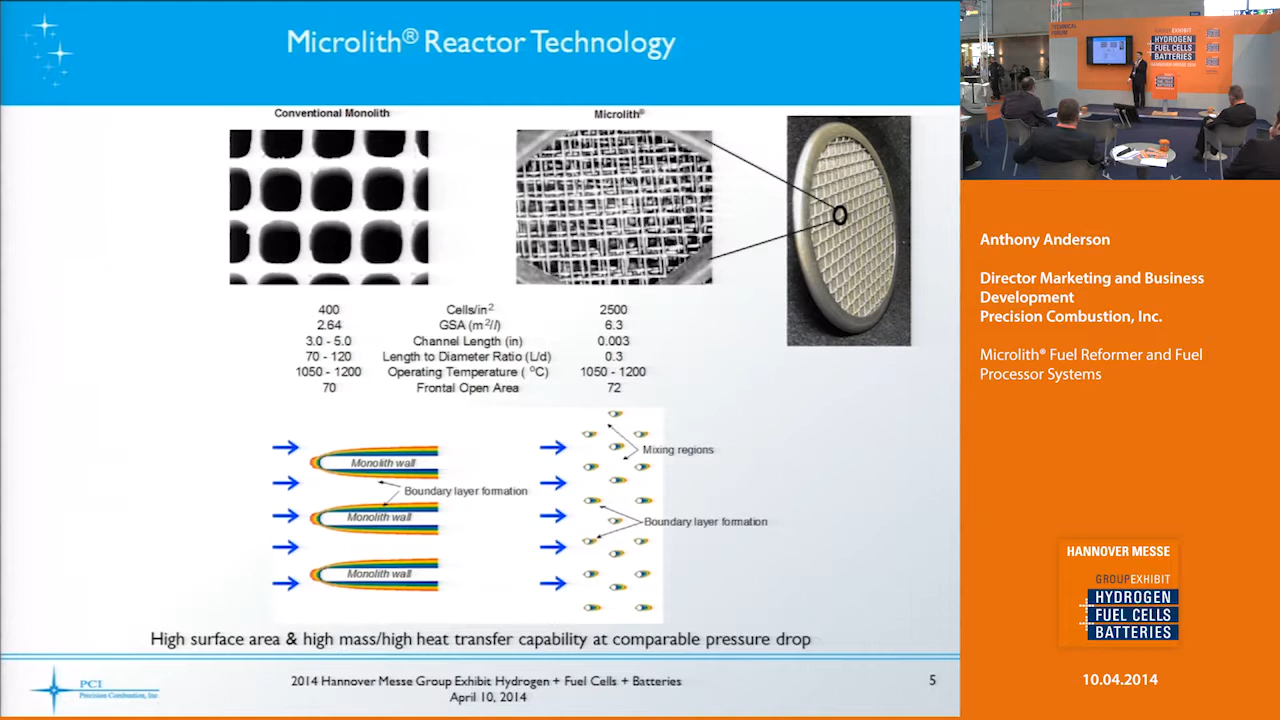 Microlith® Reactor Technology
Conventional Monolith
Microlith®
400 Cells/in² 2500
2.64 GSA (m²/l) 6.3
3.0 - 5.0 Channel Length (in) 0.003
70 - 120 Length to Diameter Ratio (L/d) 0.3
1050 - 1200 Operating Temperature ( °C) 1050 - 1200
70 Frontal Open Area 72
Monolith wall
Boundary layer formation
Monolith wall
Monolith wall
Mixing regions
Boundary layer formation
High surface area & high mass/high heat transfer capability at comparable pressure drop
PCI
Precision Combustion, Inc.
2014 Hannover Messe Group Exhibit Hydrogen + Fuel Cells + Batteries
April 10, 2014
5
TECHNICAL
FORUM
GROUPEXHIBIT
HYDROGEN
FUEL CELLS
BATTERIES
HANNOVER MESSE
Anthony Anderson
Director Marketing and Business
Development
Precision Combustion, Inc.
Microlith® Fuel Reformer and Fuel
Processor Systems
HANNOVER MESSE
GROUPEXHIBIT
HYDROGEN
FUEL CELLS
BATTERIES
10.04.2014